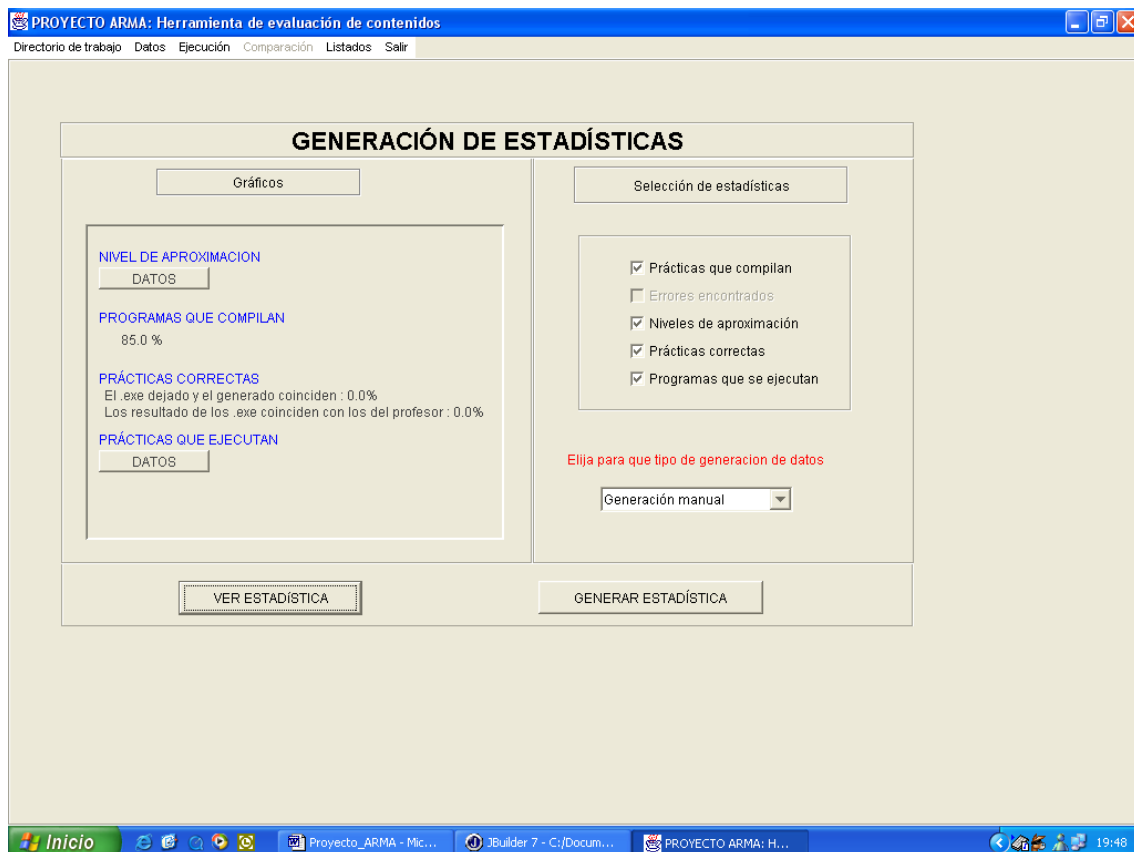 PROYECTO ARMA: Herramienta de evaluación de contenidos
Directorio de trabajo Datos Ejecución Comparación Listados Salir
GENERACIÓN DE ESTADÍSTICAS
Gráficos
NIVEL DE APROXIMACION
DATOS
PROGRAMAS QUE COMPILAN
85.0 %
PRÁCTICAS CORRECTAS
El .exe dejado y el generado coinciden : 0.0%
Los resultado de los .exe coinciden con los del profesor : 0.0%
PRÁCTICAS QUE EJECUTAN
DATOS
Selección de estadísticas
Prácticas que compilan
Errores encontrados
Niveles de aproximación
Prácticas correctas
Programas que se ejecutan
Elija para que tipo de generacion de datos
Generación manual
VER ESTADÍSTICA
GENERAR ESTADÍSTICA
Inicio
Proyecto_ARMA - Mic...
JBuilder 7 - C:/Docum...
PROYECTO ARMA: H...
19:48